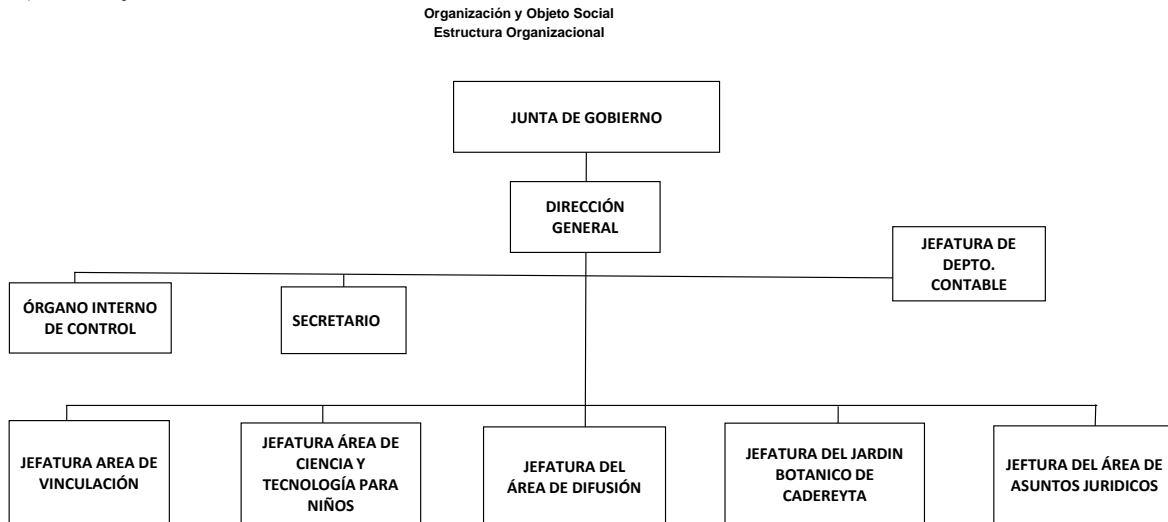 Organización y Objeto Social
Estructura Organizacional
JUNTA DE GOBIERNO
DIRECCIÓN
GENERAL
JEFATURA DE
DEPTO.
CONTABLE
ÓRGANO INTERNO
DE CONTROL
SECRETARIO
JEFATURA AREA DE
VINCULACIÓN
JEFATURA ÁREA DE
CIENCIA Y
TECNOLOGÍA PARA
NIÑOS
JEFATURA DEL
ÁREA DE DIFUSIÓN
JEFATURA DEL JARDIN
BOTANICO DE
CADEREYTA
JEFTURA DEL ÁREA DE
ASUNTOS JURIDICOS